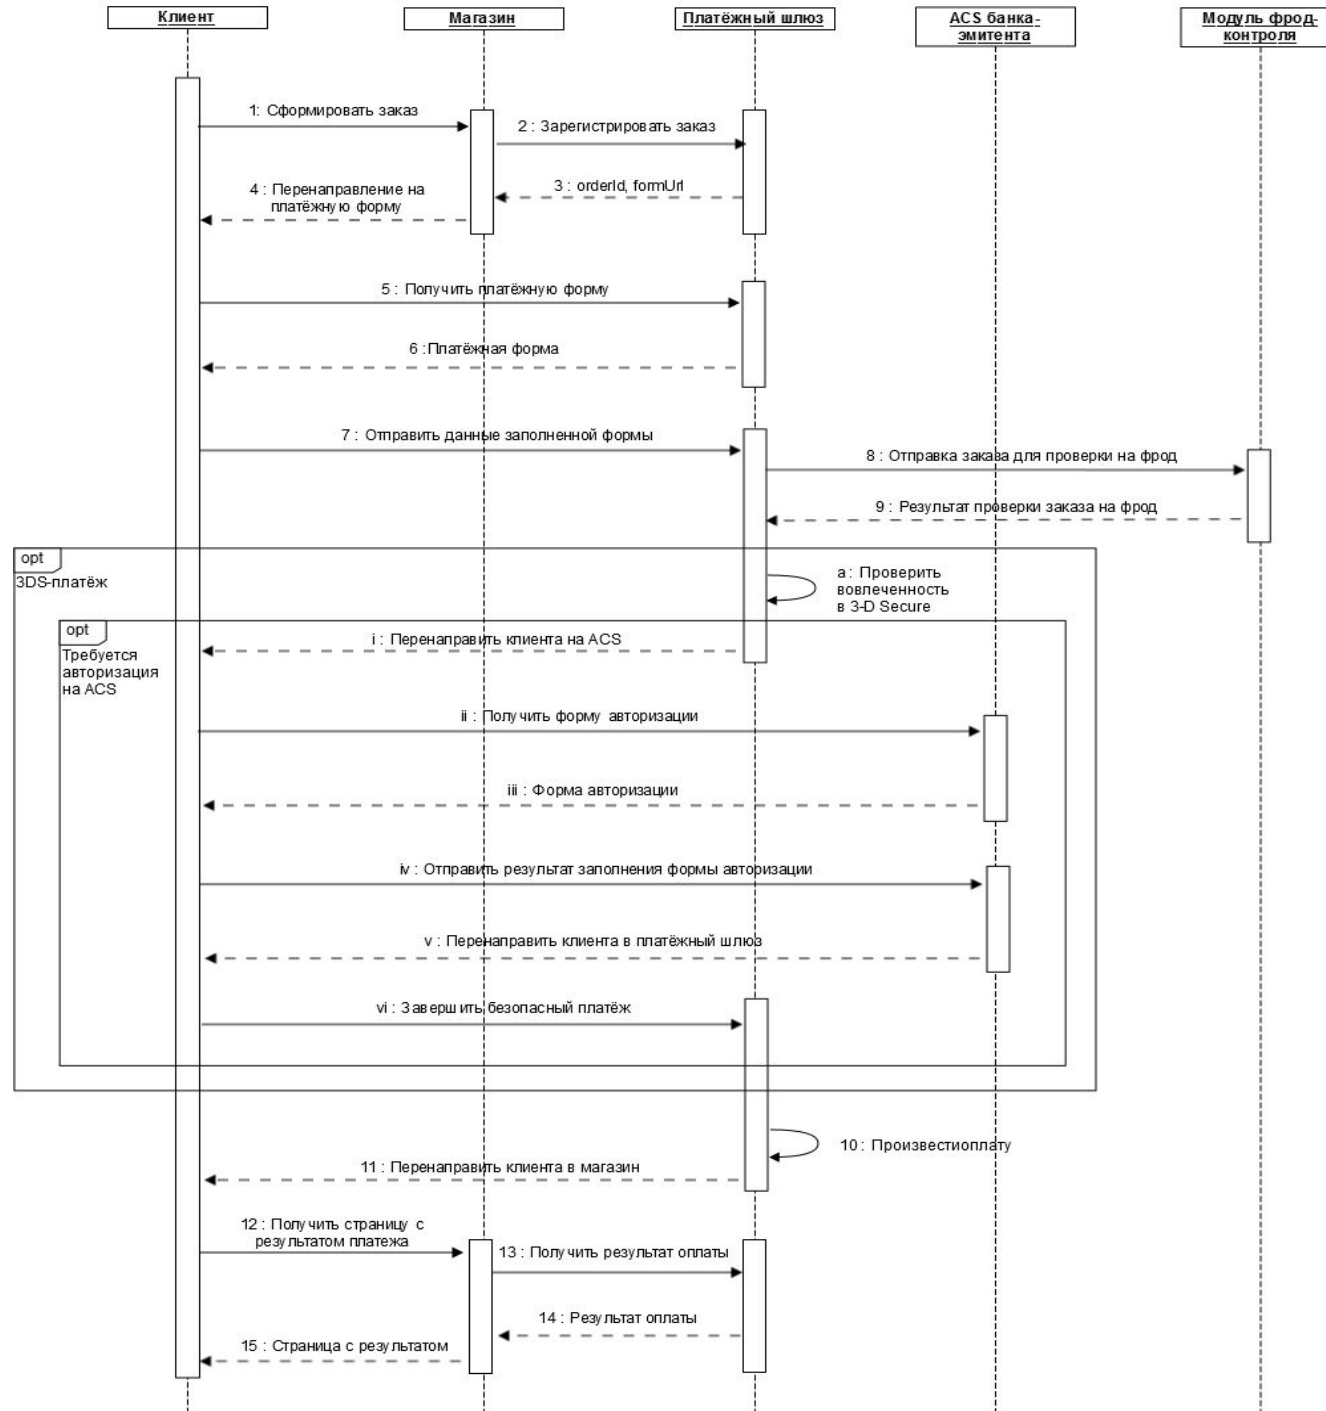 Клиент
Магазин
Платёжный шлюз
ACS банка-
эмитента
Модуль фрод-
контроля
1: Сформировать заказ
2 : Зарегистрировать заказ
3 : orderId, formUrl
4 : Перенаправление на
платёжную форму
5 : Получить платёжную форму
6 :Платёжная форма
7 : Отправить данные заполненной формы
8 : Отправка заказа для проверки на фрод
9 : Результат проверки заказа на фрод
opt
3DS-платёж
a : Проверить
вовлеченность
в 3-D Secure
opt
Требуется
авторизация
на ACS
i : Перенаправить клиента на ACS
ii : Получить форму авторизации
iii : Форма авторизации
iv : Отправить результат заполнения формы авторизации
v : Перенаправить клиента в платёжный шлюз
vi : Завершить безопасный платёж
10 : Произвестиоплату
11 : Перенаправить клиента в магазин
12 : Получить страницу с
результатом платежа
13 : Получить результат оплаты
14 : Результат оплаты
15 : Страница с результатом